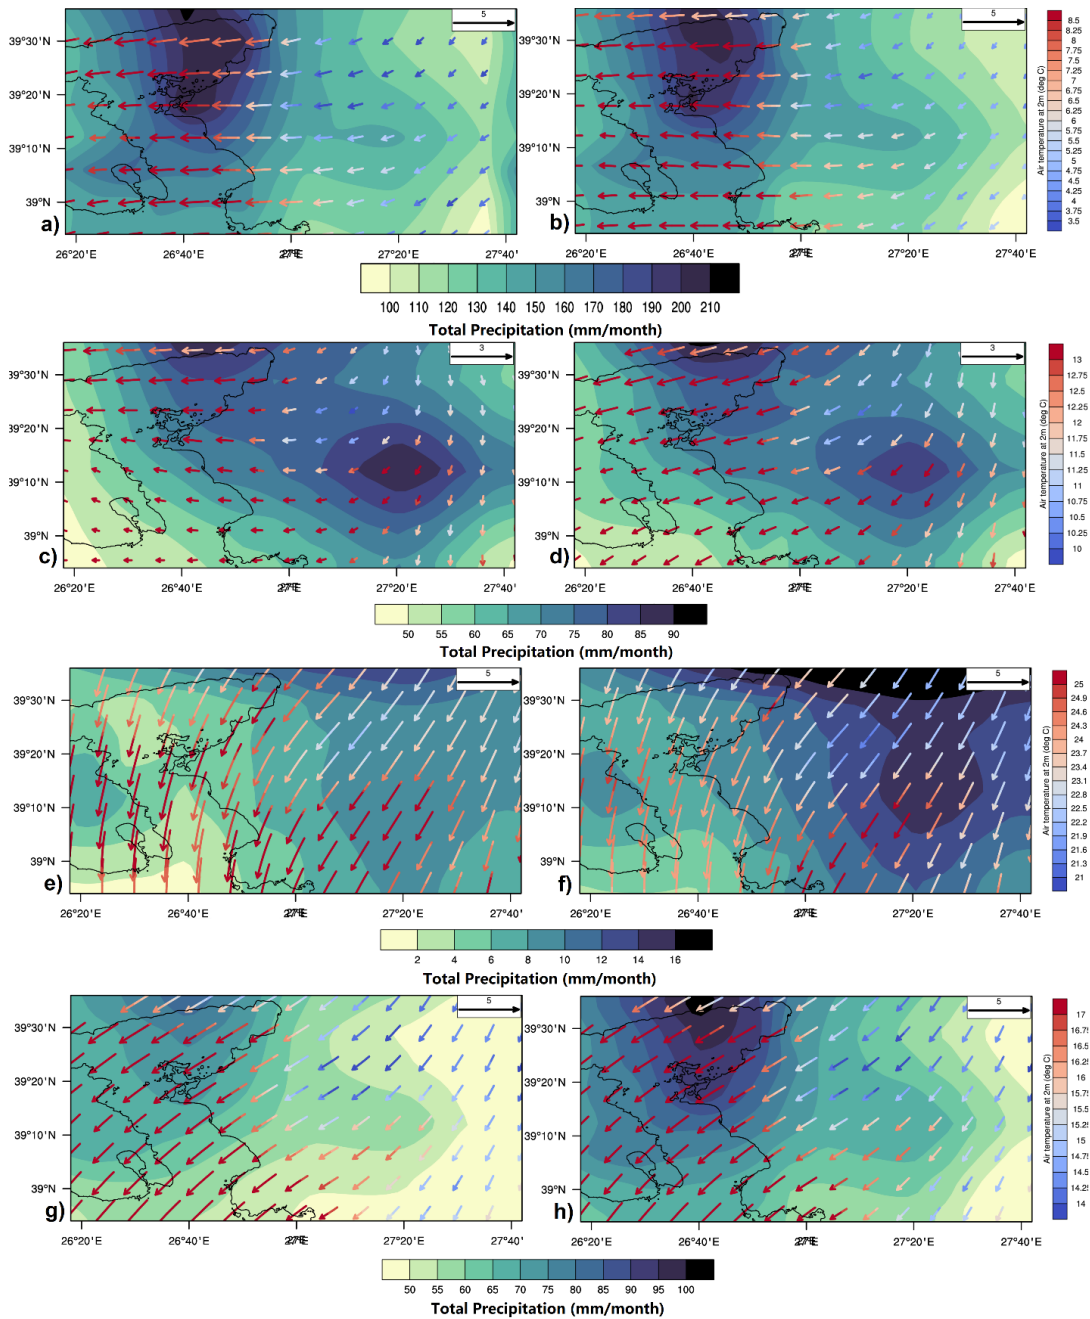 5
5
39°30'N
39°20'N
39°10'N
39°N
a)
26°20'E
26°40'E
27°E
27°20'E
27°40'E
39°30'N
39°20'N
39°10'N
39°N
b)
26°20'E
26°40'E
27°E
27°20'E
27°40'E
8.5
8.25
8
7.75
7.5
7.25
7
6.75
6.5
6.25
6
5.75
5.5
5.25
5
4.75
4.5
4.25
4
3.75
3.5
Air temperature at 2m (deg C)
100 110 120 130 140 150 160 170 180 190 200 210
Total Precipitation (mm/month)
3
3
39°30'N
39°20'N
39°10'N
39°N
c)
26°20'E
26°40'E
27°E
27°20'E
27°40'E
39°30'N
39°20'N
39°10'N
39°N
d)
26°20'E
26°40'E
27°E
27°20'E
27°40'E
13
12.75
12.5
12.25
12
11.75
11.5
11.25
11
10.75
10.5
10.25
10
Air temperature at 2m (deg C)
50 55 60 65 70 75 80 85 90
Total Precipitation (mm/month)
5
5
39°30'N
39°20'N
39°10'N
39°N
e)
26°20'E
26°40'E
27°E
27°20'E
27°40'E
39°30'N
39°20'N
39°10'N
39°N
f)
26°20'E
26°40'E
27°E
27°20'E
27°40'E
25
24.9
24.6
24.3
24
23.7
23.4
23.1
22.8
22.5
22.2
21.9
21.6
21.3
21
Air temperature at 2m (deg C)
2 4 6 8 10 12 14 16
Total Precipitation (mm/month)
5
5
39°30'N
39°20'N
39°10'N
39°N
g)
26°20'E
26°40'E
27°E
27°20'E
27°40'E
39°30'N
39°20'N
39°10'N
39°N
h)
26°20'E
26°40'E
27°E
27°20'E
27°40'E
17
16.75
16.5
16.25
16
15.75
15.5
15.25
15
14.75
14.5
14.25
14
Air temperature at 2m (deg C)
50 55 60 65 70 75 80 85 90 95 100
Total Precipitation (mm/month)